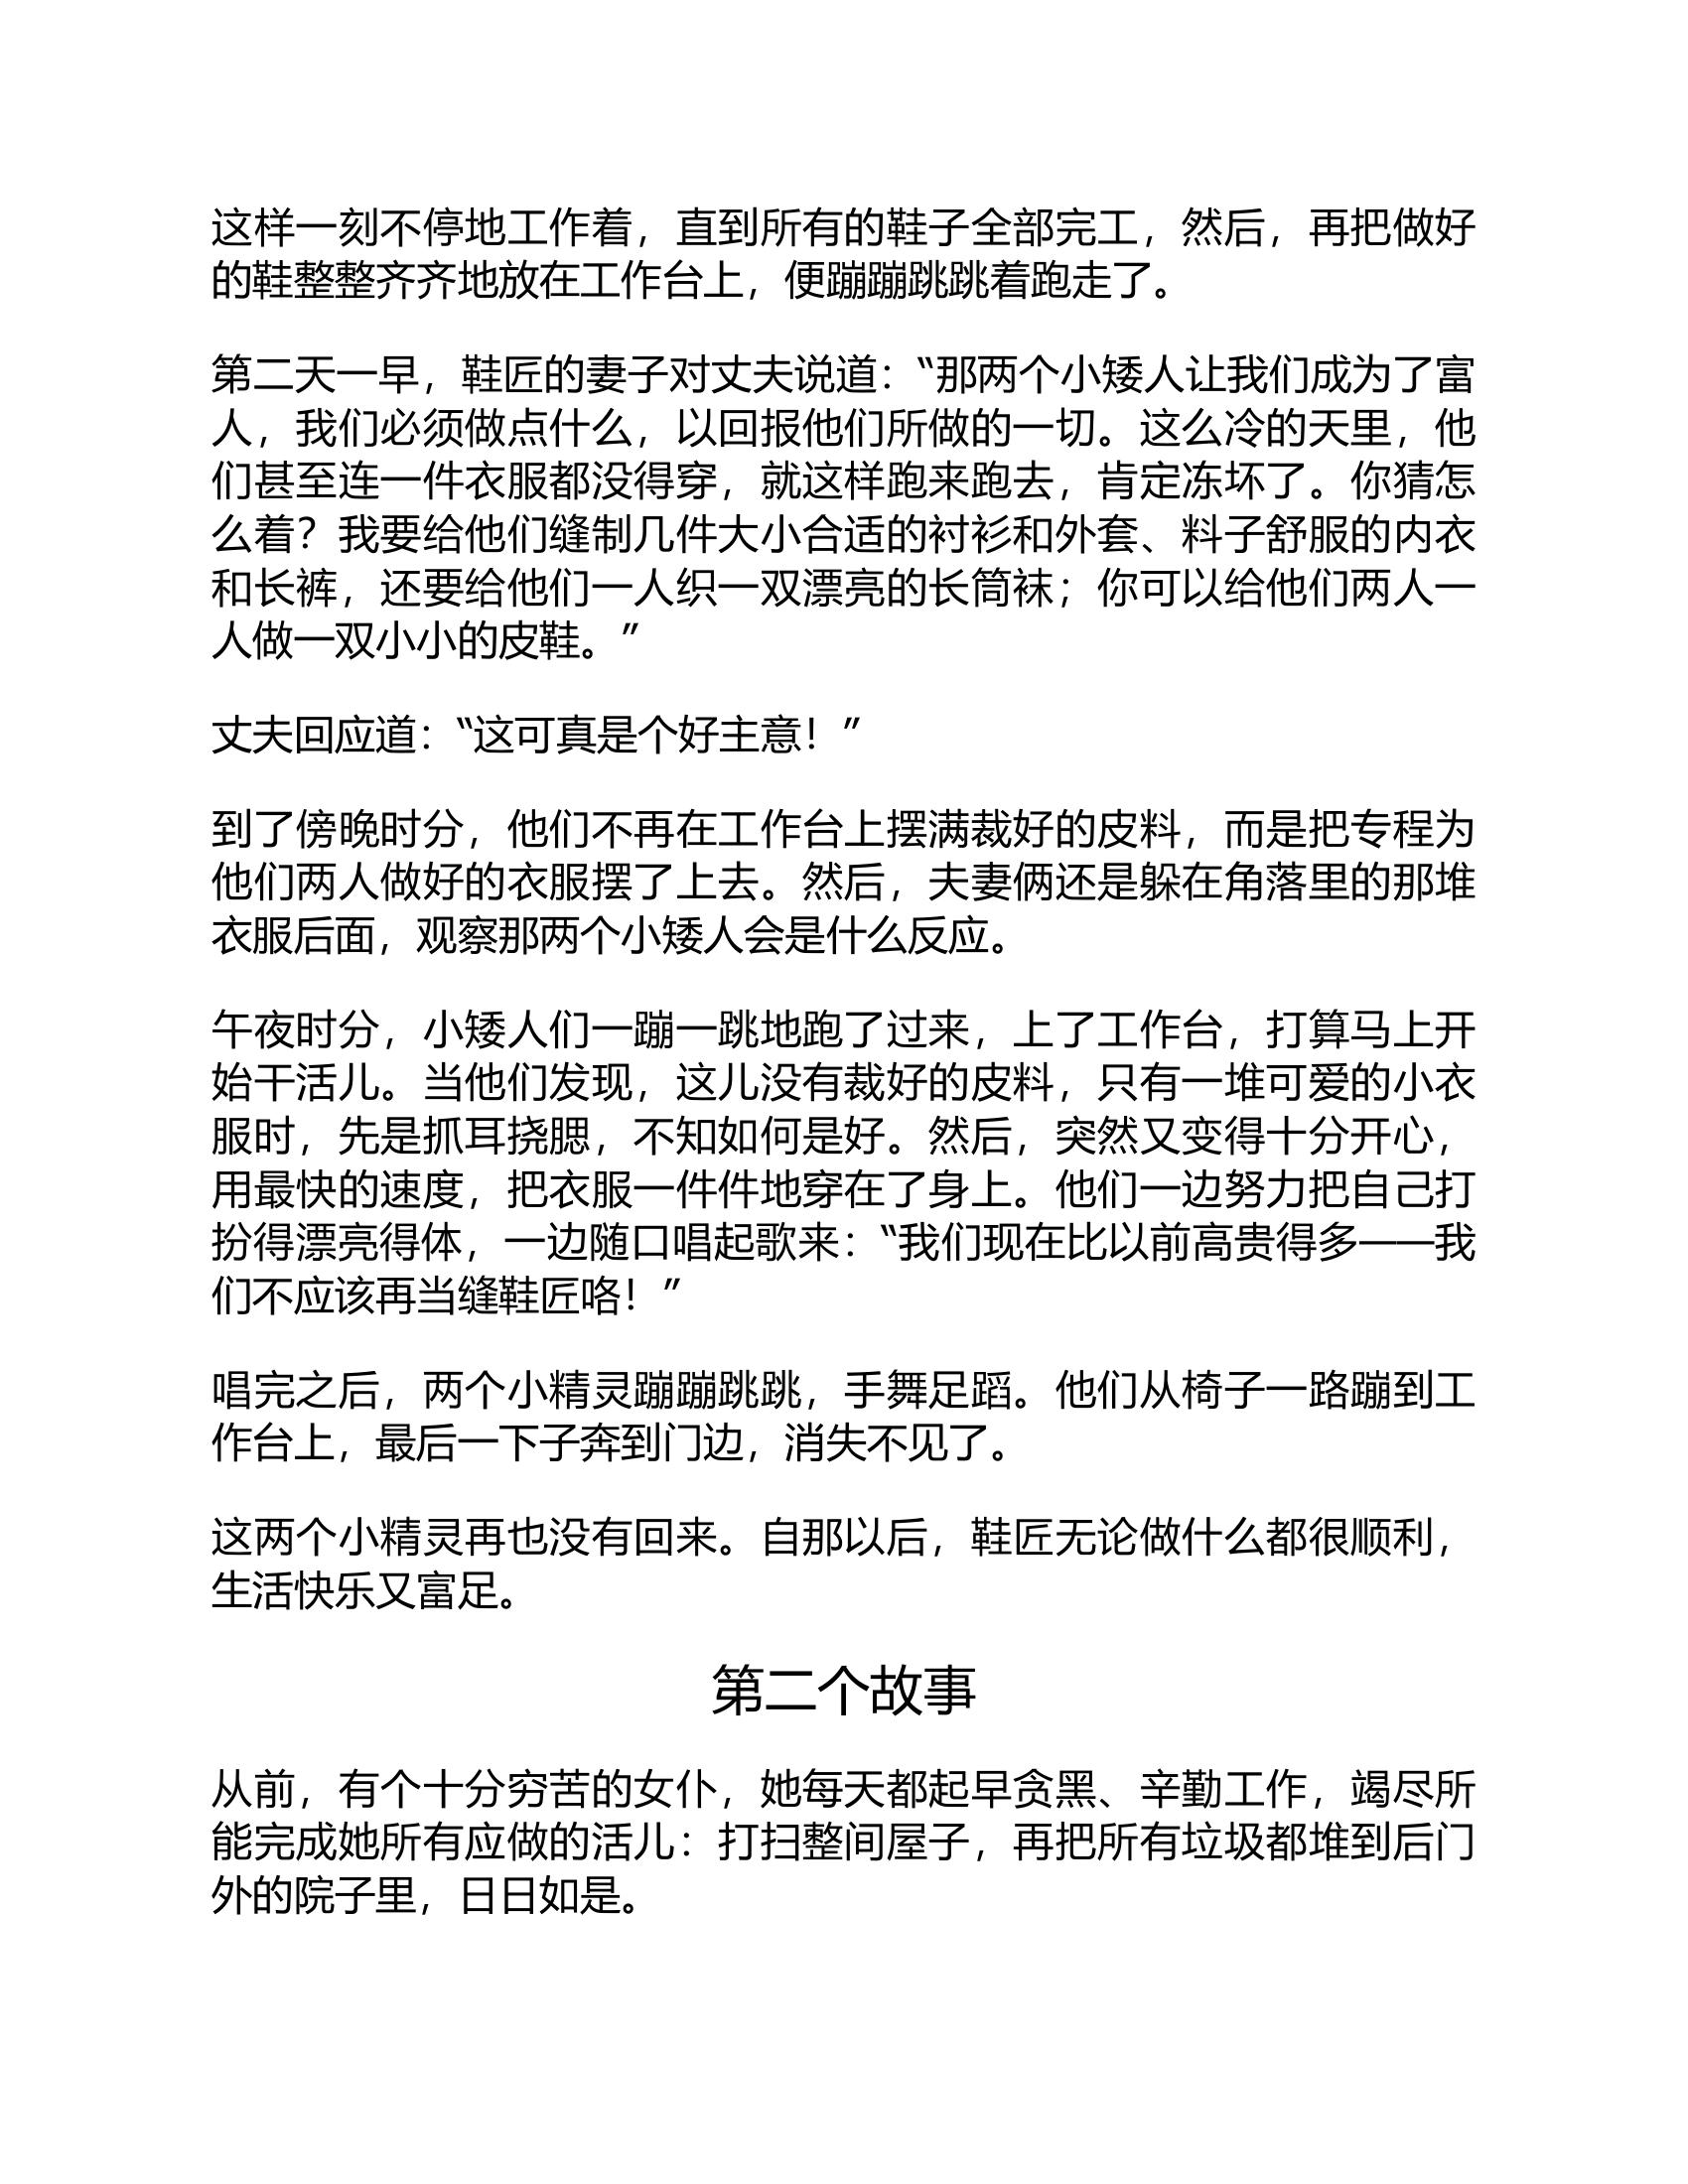 这样一刻不停地工作着，直到所有的鞋子全部完工，然后，再把做好
的鞋整整齐齐地放在工作台上，便蹦蹦跳跳着跑走了。
第二天一早，鞋匠的妻子对丈夫说道：“那两个小矮人让我们成为了富
人，我们必须做点什么，以回报他们所做的一切。这么冷的天里，他
们甚至连一件衣服都没得穿，就这样跑来跑去，肯定冻坏了。你猜怎
么着？我要给他们缝制几件大小合适的衬衫和外套、料子舒服的内衣
和长裤，还要给他们一人织一双漂亮的长筒袜；你可以给他们两人一
人做一双小小的皮鞋。”
丈夫回应道：“这可真是个好主意！”
到了傍晚时分，他们不再在工作台上摆满裁好的皮料，而是把专程为
他们两人做好的衣服摆了上去。然后，夫妻俩还是躲在角落里的那堆
衣服后面，观察那两个小矮人会是什么反应。
午夜时分，小矮人们一蹦一跳地跑了过来，上了工作台，打算马上开
始干活儿。当他们发现，这儿没有裁好的皮料，只有一堆可爱的小衣
服时，先是抓耳挠腮，不知如何是好。然后，突然又变得十分开心，
用最快的速度，把衣服一件件地穿在了身上。他们一边努力把自己打
扮得漂亮得体，一边随口唱起歌来：“我们现在比以前高贵得多——我
们不应该再当缝鞋匠咯！”
唱完之后，两个小精灵蹦蹦跳跳，手舞足蹈。他们从椅子一路蹦到工
作台上，最后一下子奔到门边，消失不见了。
这两个小精灵再也没有回来。自那以后，鞋匠无论做什么都很顺利，
生活快乐又富足。
第二个故事
从前，有个十分穷苦的女仆，她每天都起早贪黑、辛勤工作，竭尽所
能完成她所有应做的活儿：打扫整间屋子，再把所有垃圾都堆到后门
外的院子里，日日如是。